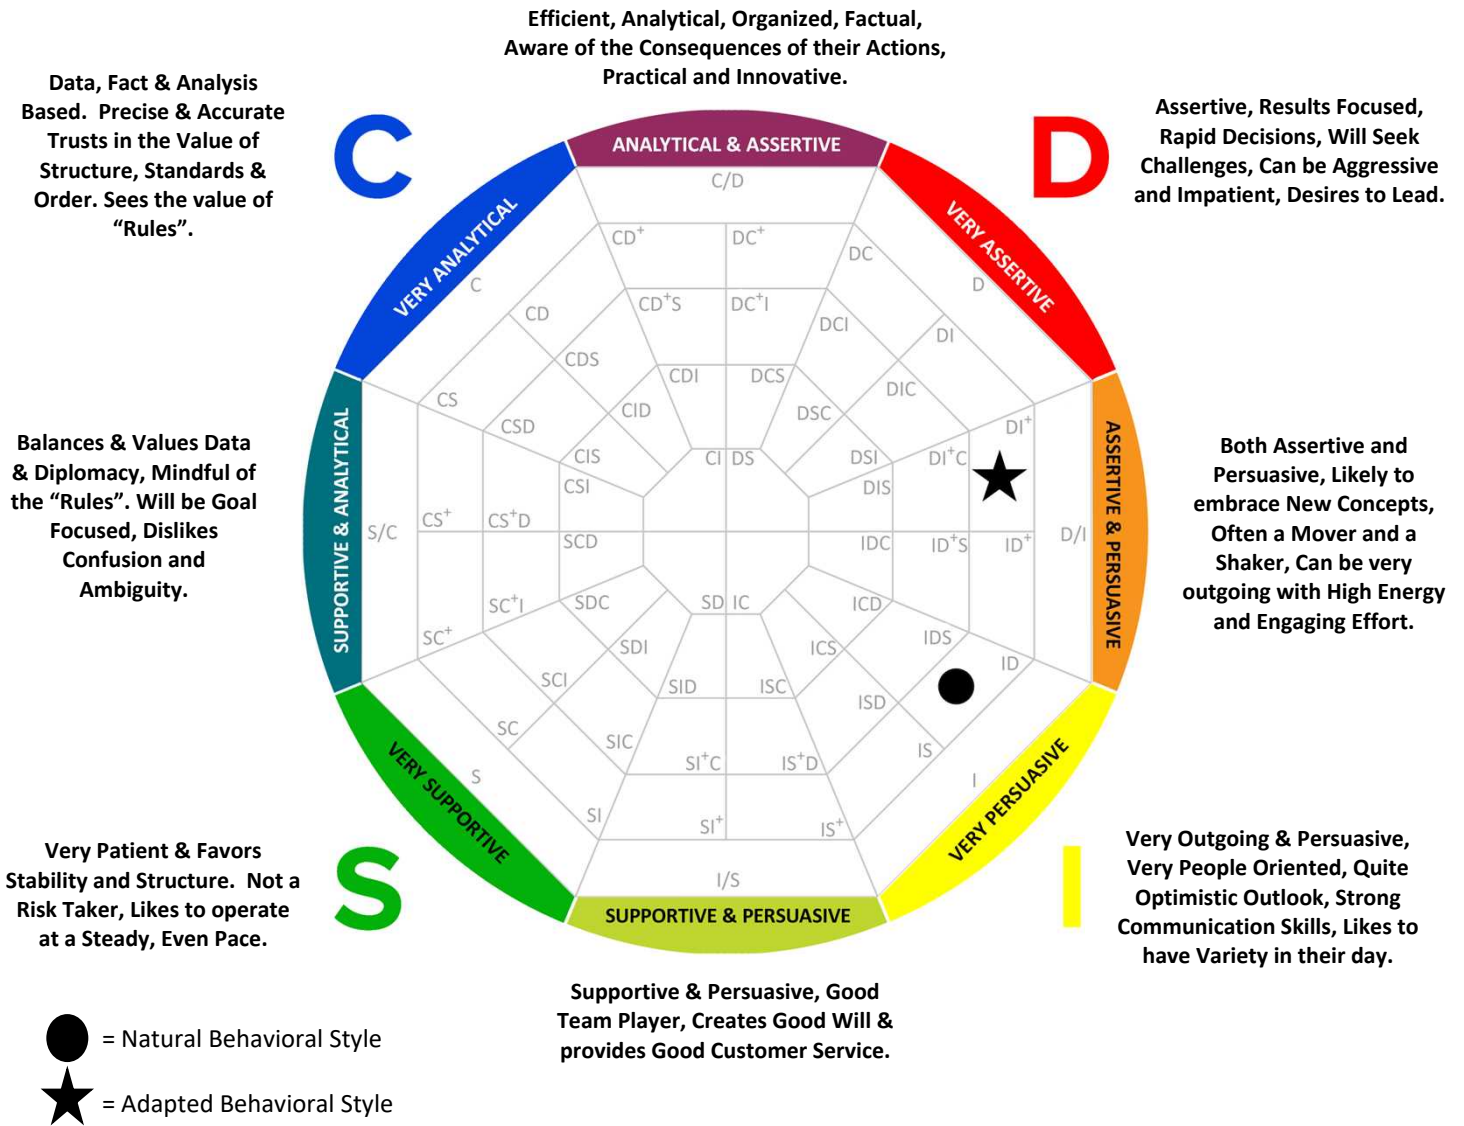 Efficient, Analytical, Organized, Factual,
Aware of the Consequences of their Actions,
Practical and Innovative.
Data, Fact & Analysis
Based. Precise & Accurate
Trusts in the Value of
Structure, Standards &
Order. Sees the value of
“Rules”.
C
D
Assertive, Results Focused,
Rapid Decisions, Will Seek
Challenges, Can be Aggressive
and Impatient, Desires to Lead.
ANALYTICAL & ASSERTIVE
VERY ANALYTICAL
VERY ASSERTIVE
C/D
CD+
DC+
DC
C
D
CD+S
DC+I
CD
DCI
DI
CDS
CDI
DCS
DIC
CS
CID
DSC
CSD
DI+
CIS
CI
DS
DSI
DI+C
CSI
DIS
Balances & Values Data
& Diplomacy, Mindful of
the “Rules”. Will be Goal
Focused, Dislikes
Confusion and
Ambiguity.
SUPPORTIVE & ANALYTICAL
ASSERTIVE & PERSUASIVE
Both Assertive and
Persuasive, Likely to
embrace New Concepts,
Often a Mover and a
Shaker, Can be very
outgoing with High Energy
and Engaging Effort.
S/C
CS+
CS+D
SCD
IDC
ID+S
ID+
D/I
SC+I
SDC
SD
IC
ICD
SC+
SDI
ICS
IDS
ID
SCI
SID
ISC
ISD
SC
SIC
SI+C
IS+D
IS
S
I
SI
SI+
IS+
I/S
VERY SUPPORTIVE
VERY PERSUASIVE
SUPPORTIVE & PERSUASIVE
Very Patient & Favors
Stability and Structure. Not a
Risk Taker, Likes to operate
at a Steady, Even Pace.
S
I
Very Outgoing & Persuasive,
Very People Oriented, Quite
Optimistic Outlook, Strong
Communication Skills, Likes to
have Variety in their day.
Supportive & Persuasive, Good
Team Player, Creates Good Will &
provides Good Customer Service.
= Natural Behavioral Style
= Adapted Behavioral Style